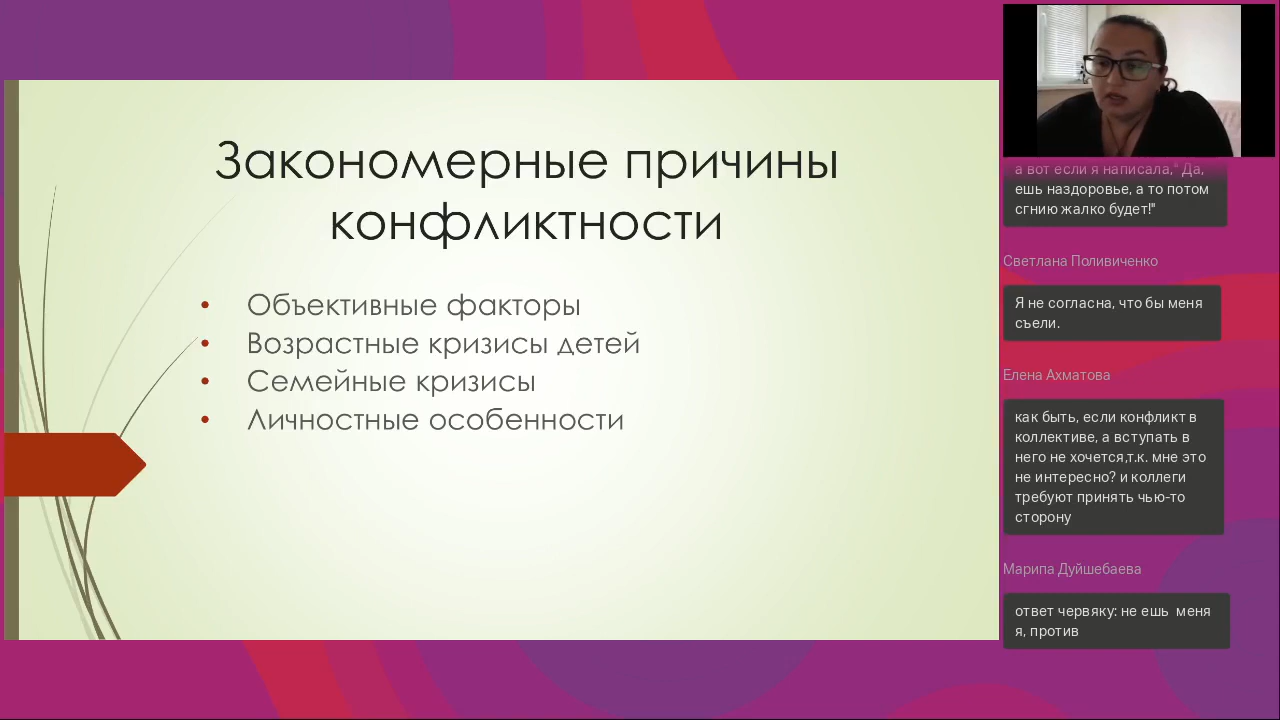 Закономерные причины
конфликтности
• Объективные факторы
• Возрастные кризисы детей
• Семейные кризисы
• Личностные особенности
а вот если я написала," Да,
ешь наздоровье, а то потом
сгнию жалко будет!"
Светлана Поливиченко
Я не согласна, что бы меня
съели.
Елена Ахматова
как быть, если конфликт в
коллективе, а вступать в
него не хочется,т.к. мне это
не интересно? и коллеги
требуют принять чью-то
сторону
Марипа Дуйшебаева
ответ червяку: не ешь  меня
я, против